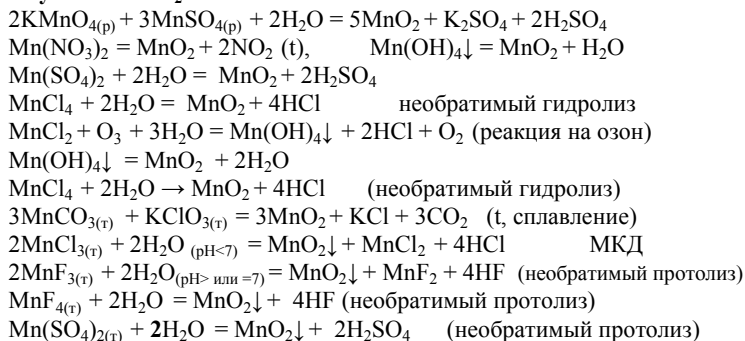 2KMnO₄₍ₚ₎ + 3MnSO₄₍ₚ₎ + 2H₂O = 5MnO₂ + K₂SO₄ + 2H₂SO₄
Mn(NO₃)₂ = MnO₂ + 2NO₂ (t), Mn(OH)₄↓ = MnO₂ + H₂O
Mn(SO₄)₂ + 2H₂O = MnO₂ + 2H₂SO₄
MnCl₄ + 2H₂O = MnO₂ + 4HCl необратимый гидролиз
MnCl₂ + O₃ + 3H₂O = Mn(OH)₄↓ + 2HCl + O₂ (реакция на озон)
Mn(OH)₄↓ = MnO₂ + 2H₂O
MnCl₄ + 2H₂O → MnO₂ + 4HCl (необратимый гидролиз)
3MnCO₃₍т₎ + KClO₃₍т₎ = 3MnO₂ + KCl + 3CO₂ (t, сплавление)
2MnCl₃₍т₎ + 2H₂O (pH<7) = MnO₂↓ + MnCl₂ + 4HCl МКД
2MnF₃₍т₎ + 2H₂O(pH> или =7) = MnO₂↓ + MnF₂ + 4HF (необратимый протолиз)
MnF₄₍т₎ + 2H₂O = MnO₂↓ + 4HF (необратимый протолиз)
Mn(SO₄)₂₍т₎ + 2H₂O = MnO₂↓ + 2H₂SO₄ (необратимый протолиз)